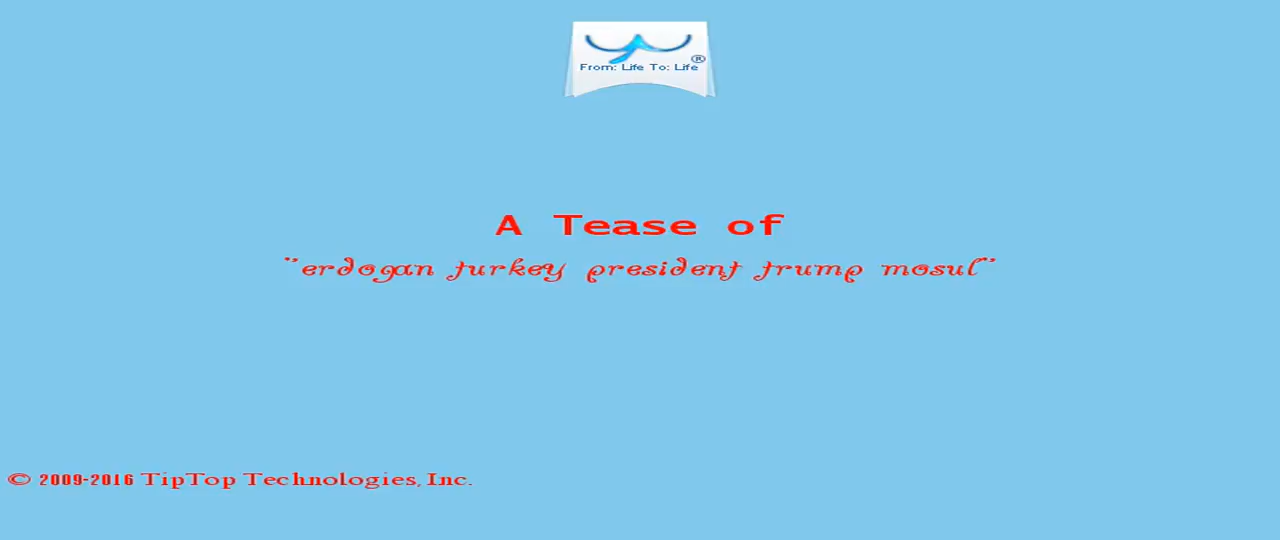 From: Life To: Life ®
A Tease of
"erdogan turkey president trump mosul"
© 2009-2016 TipTop Technologies, Inc.